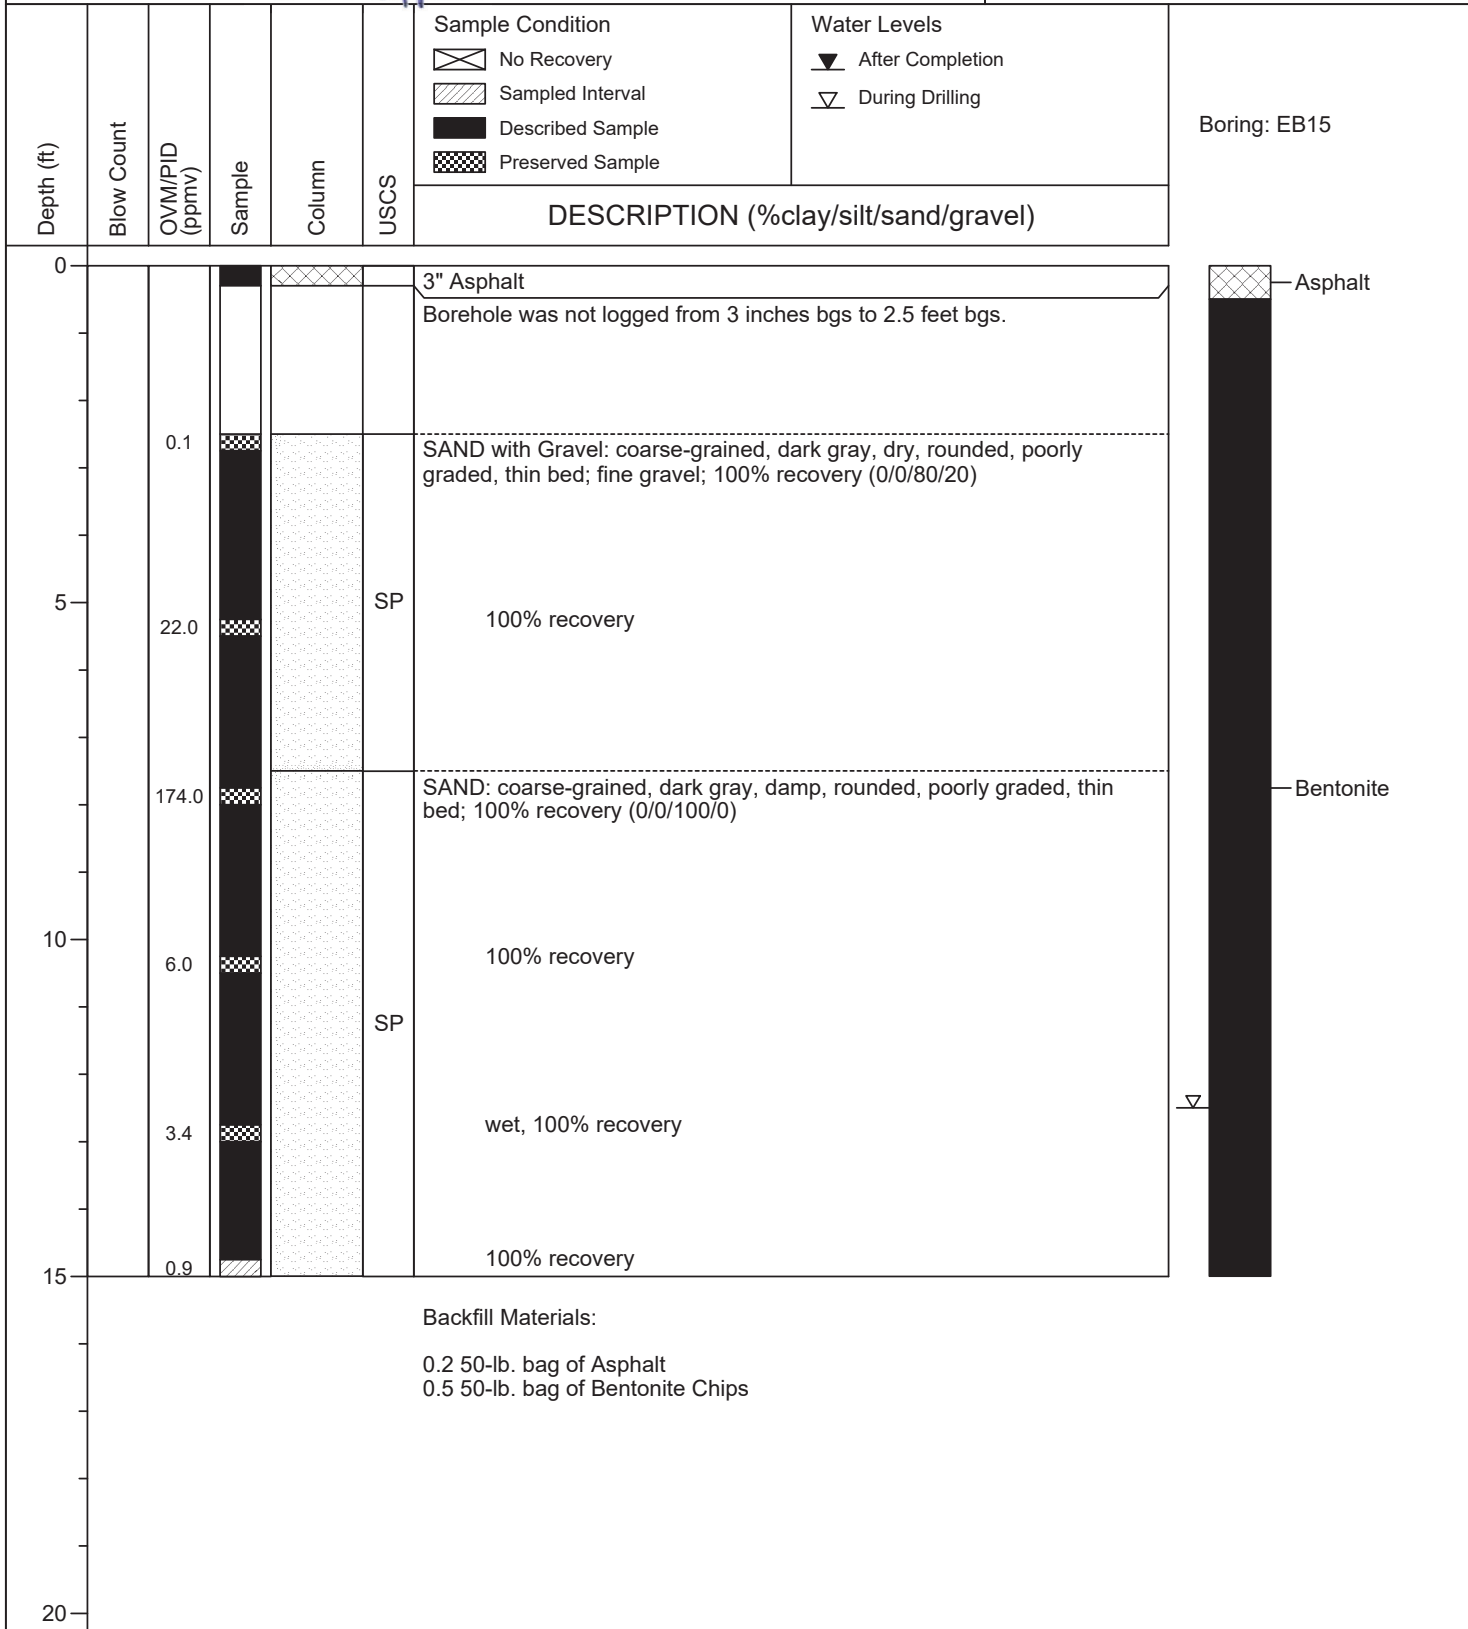 Sample Condition
No Recovery
Sampled Interval
Described Sample
Preserved Sample
Water Levels
After Completion
During Drilling
Boring: EB15
Depth (ft)
Blow Count
OVM/PID
(ppmv)
Sample
Column
USCS
DESCRIPTION (%clay/silt/sand/gravel)
0
3" Asphalt
Asphalt
Borehole was not logged from 3 inches bgs to 2.5 feet bgs.
0.1
SAND with Gravel: coarse-grained, dark gray, dry, rounded, poorly
graded, thin bed; fine gravel; 100% recovery (0/0/80/20)
5
SP
22.0
100% recovery
174.0
SAND: coarse-grained, dark gray, damp, rounded, poorly graded, thin
bed; 100% recovery (0/0/100/0)
Bentonite
10
6.0
100% recovery
SP
3.4
wet, 100% recovery
0.9
100% recovery
15
Backfill Materials:
0.2 50-lb. bag of Asphalt
0.5 50-lb. bag of Bentonite Chips
20